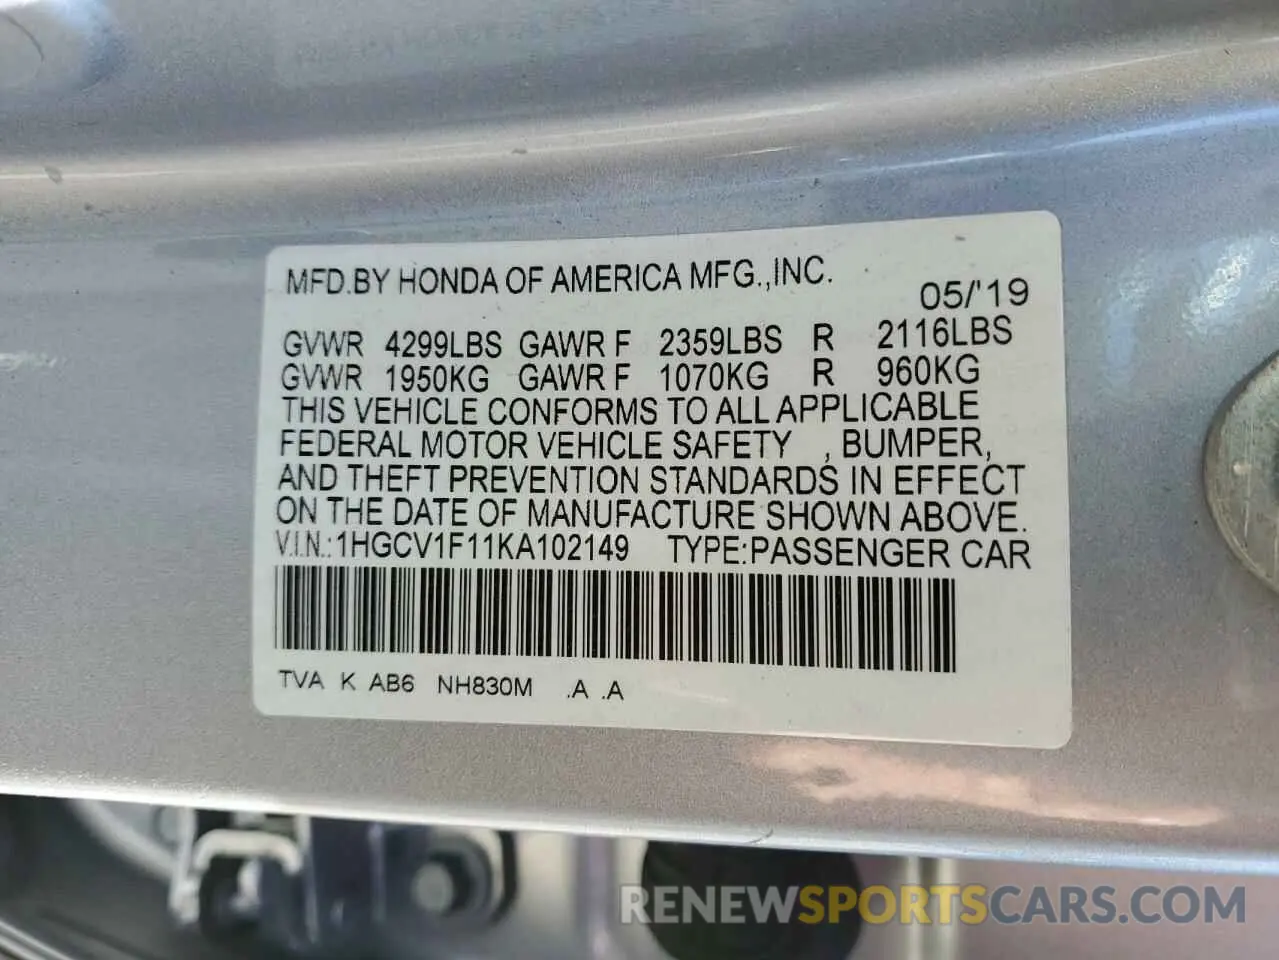 MFD.BY HONDA OF AMERICA MFG.,INC.
05/'19
GVWR 4299LBS GAWR F 2359LBS R 2116LBS
GVWR 1950KG GAWR F 1070KG R 960KG
THIS VEHICLE CONFORMS TO ALL APPLICABLE
FEDERAL MOTOR VEHICLE SAFETY , BUMPER,
AND THEFT PREVENTION STANDARDS IN EFFECT
ON THE DATE OF MANUFACTURE SHOWN ABOVE.
V.I.N.:1HGCV1F11KA102149 TYPE:PASSENGER CAR
TVA K AB6 NH830M .A .A
RENEWSPORTSCARS.COM